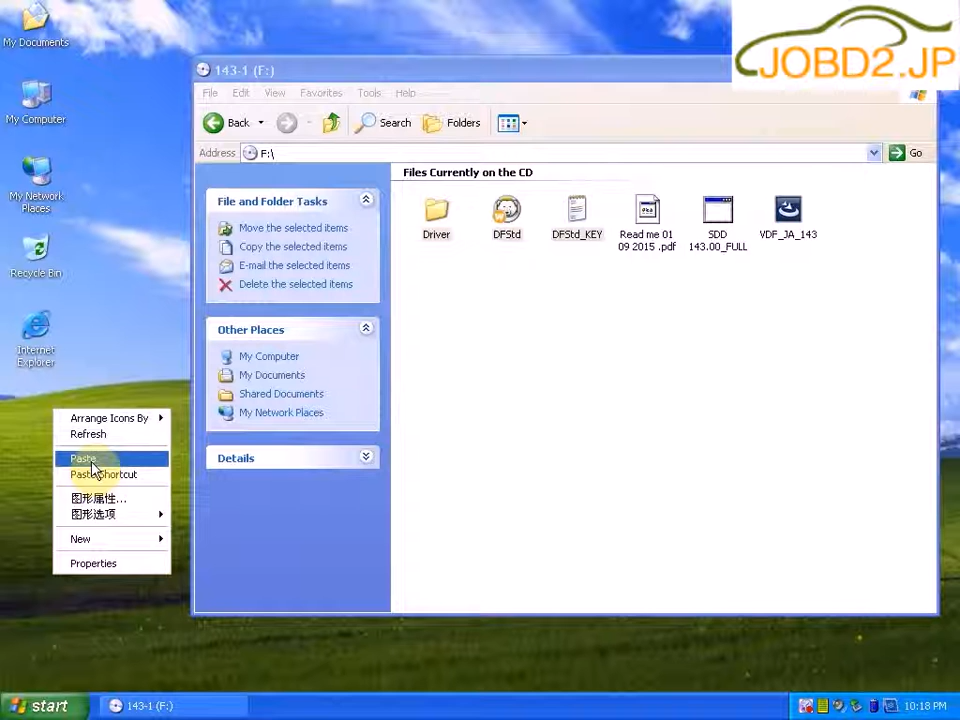 My Documents
My Computer
My Network
Places
Recycle Bin
Internet
Explorer
JOBD2.JP
143-1 (F:)
File Edit View Favorites Tools Help
Back Search Folders
Address F:\ Go
File and Folder Tasks
Move the selected items
Copy the selected items
E-mail the selected items
Delete the selected items
Other Places
My Computer
My Documents
Shared Documents
My Network Places
Details
Files Currently on the CD
Driver
DFStd
DFStd_KEY
Read me 01
09 2015 .pdf
SDD
143.00_FULL
VDF_JA_143
Arrange Icons By
Refresh
Paste
Paste Shortcut
图形属性...
图形选项
New
Properties
start 143-1 (F:) 10:18 PM